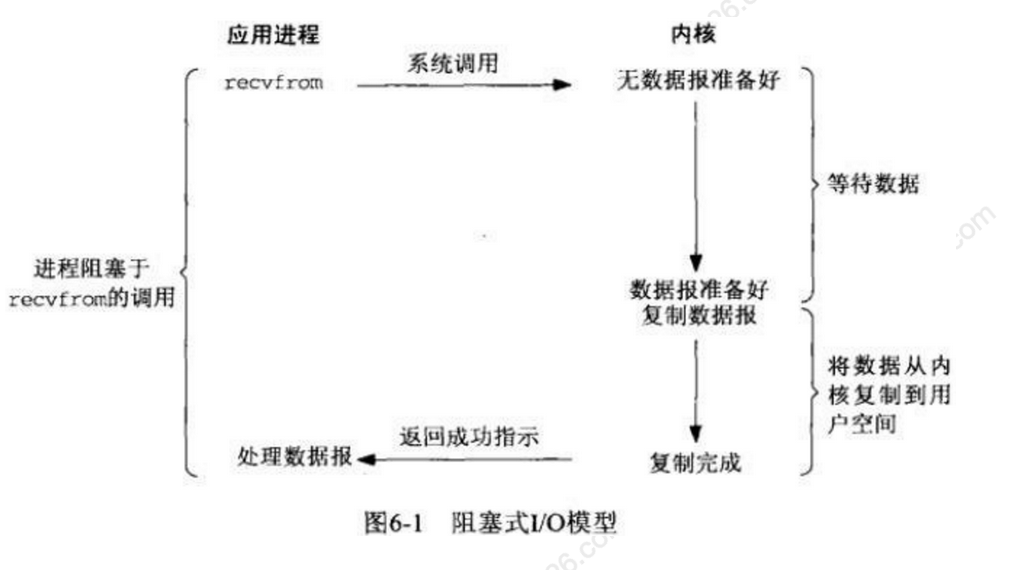 应用进程
内核
系统调用
recvfrom
无数据报准备好
等待数据
进程阻塞于
recvfrom的调用
数据报准备好
复制数据报
将数据从内
核复制到用
户空间
返回成功指示
处理数据报
复制完成
图6-1 阻塞式I/O模型